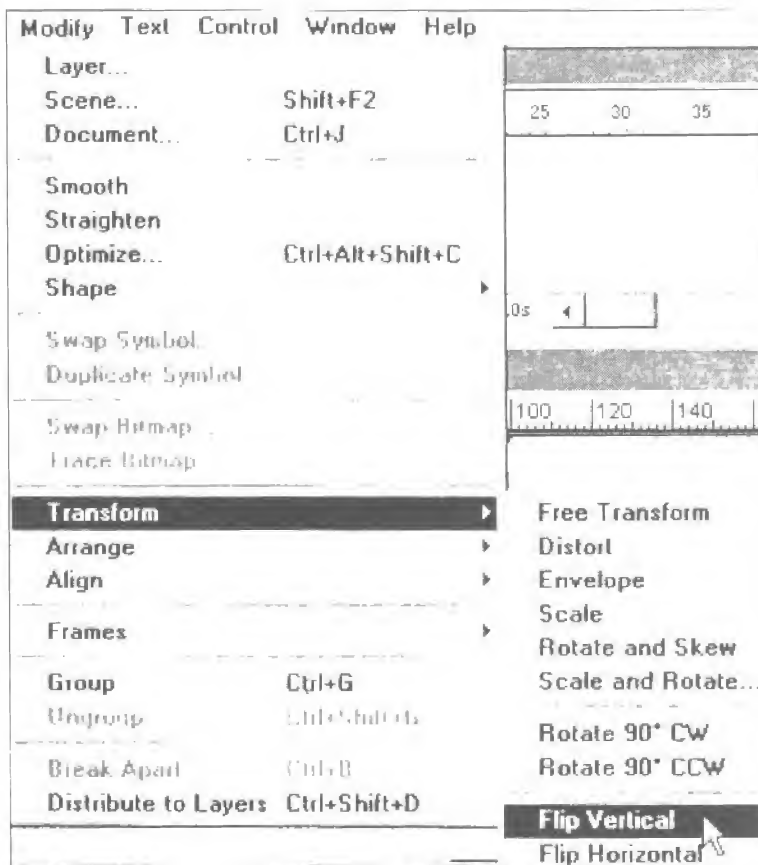 Modify Text Control Window Help
Layer...
Scene... Shift+F2
Document... Ctrl+J
Smooth
Straighten
Optimize... Ctrl+Alt+Shift+C
Shape
Swap Symbol...
Duplicate Symbol
Swap Bitmap...
Trace Bitmap
Transform
Arrange
Align
Frames
Group Ctrl+G
Ungroup Ctrl+Shift+G
Break Apart Ctrl+B
Distribute to Layers Ctrl+Shift+D
25 30 35
.0s
100 120 140
Free Transform
Distort
Envelope
Scale
Rotate and Skew
Scale and Rotate...
Rotate 90° CW
Rotate 90° CCW
Flip Vertical
Flip Horizontal